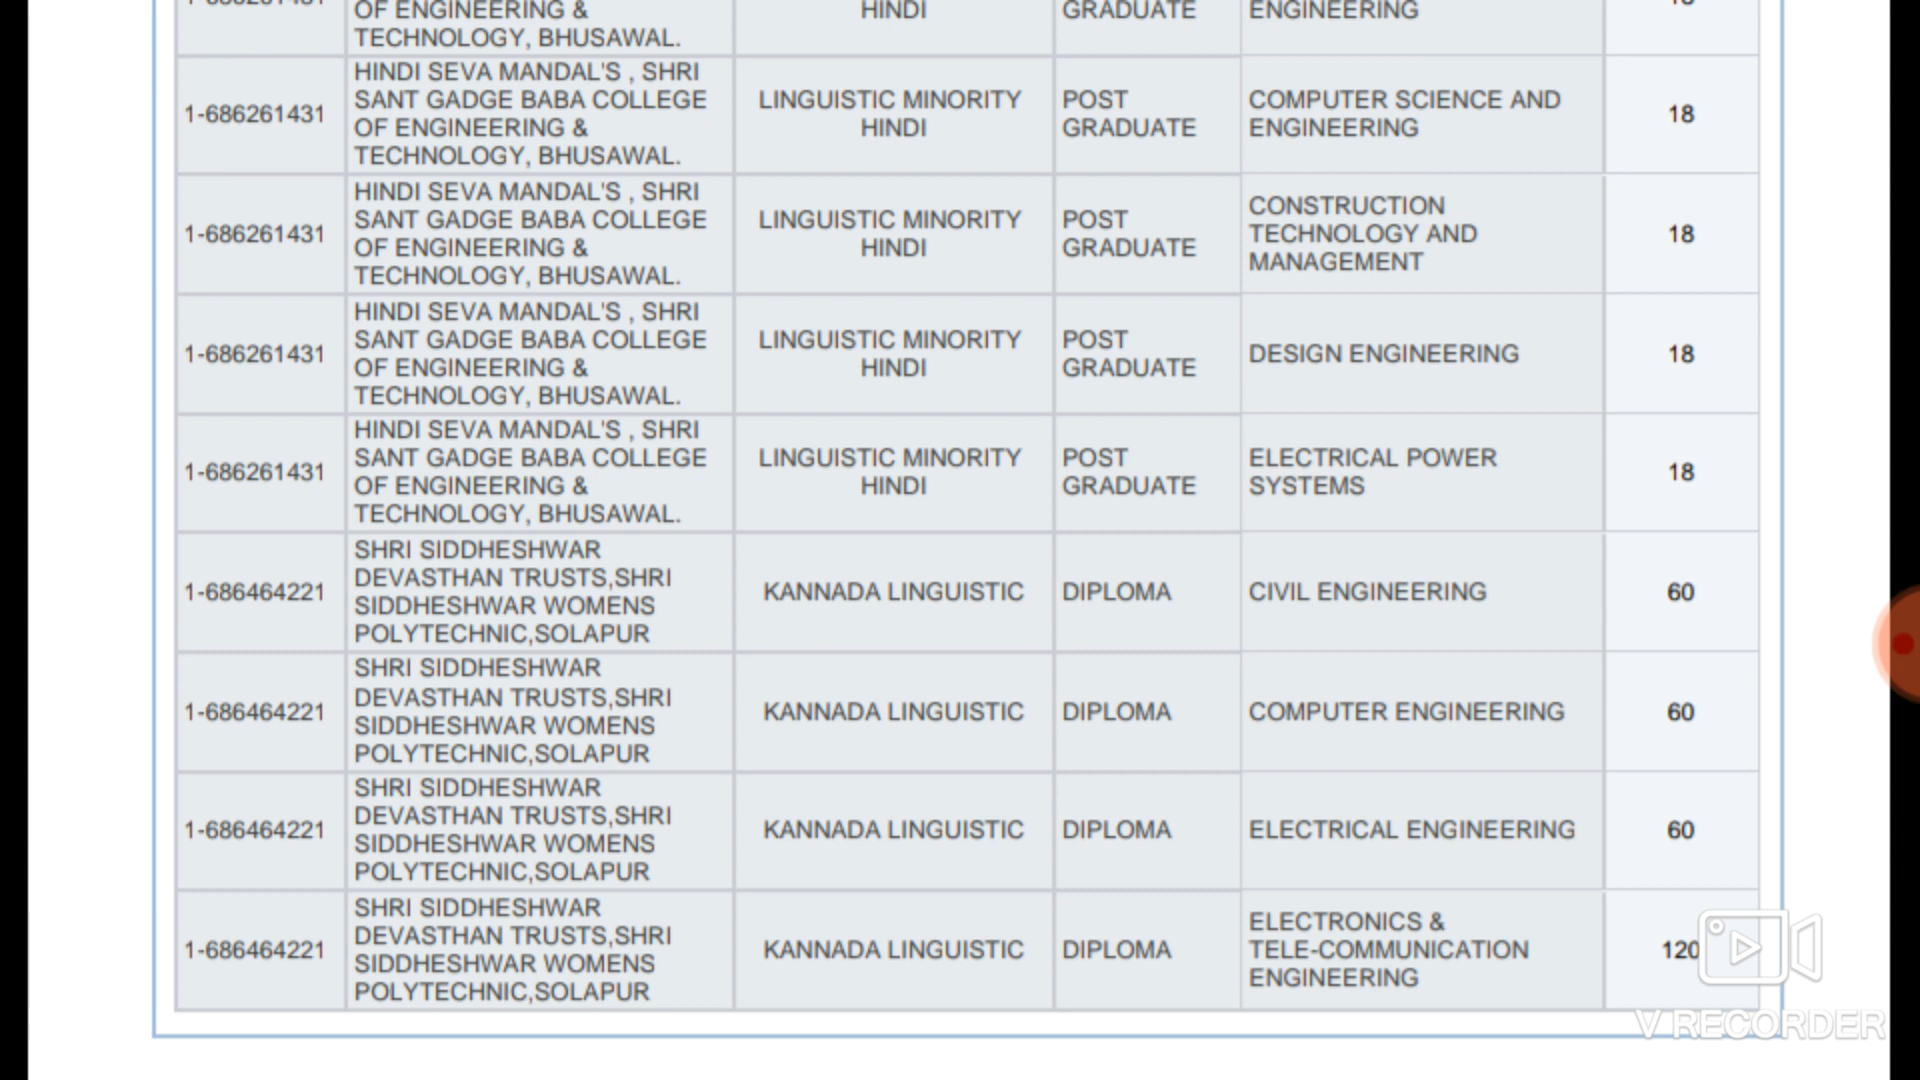 OF ENGINEERING &
TECHNOLOGY, BHUSAWAL.
HINDI
GRADUATE
ENGINEERING
1-686261431
HINDI SEVA MANDAL'S , SHRI
SANT GADGE BABA COLLEGE
OF ENGINEERING &
TECHNOLOGY, BHUSAWAL.
LINGUISTIC MINORITY
HINDI
POST
GRADUATE
COMPUTER SCIENCE AND
ENGINEERING
18
1-686261431
HINDI SEVA MANDAL'S , SHRI
SANT GADGE BABA COLLEGE
OF ENGINEERING &
TECHNOLOGY, BHUSAWAL.
LINGUISTIC MINORITY
HINDI
POST
GRADUATE
CONSTRUCTION
TECHNOLOGY AND
MANAGEMENT
18
1-686261431
HINDI SEVA MANDAL'S , SHRI
SANT GADGE BABA COLLEGE
OF ENGINEERING &
TECHNOLOGY, BHUSAWAL.
LINGUISTIC MINORITY
HINDI
POST
GRADUATE
DESIGN ENGINEERING
18
1-686261431
HINDI SEVA MANDAL'S , SHRI
SANT GADGE BABA COLLEGE
OF ENGINEERING &
TECHNOLOGY, BHUSAWAL.
LINGUISTIC MINORITY
HINDI
POST
GRADUATE
ELECTRICAL POWER
SYSTEMS
18
1-686464221
SHRI SIDDHESHWAR
DEVASTHAN TRUSTS,SHRI
SIDDHESHWAR WOMENS
POLYTECHNIC,SOLAPUR
KANNADA LINGUISTIC
DIPLOMA
CIVIL ENGINEERING
60
1-686464221
SHRI SIDDHESHWAR
DEVASTHAN TRUSTS,SHRI
SIDDHESHWAR WOMENS
POLYTECHNIC,SOLAPUR
KANNADA LINGUISTIC
DIPLOMA
COMPUTER ENGINEERING
60
1-686464221
SHRI SIDDHESHWAR
DEVASTHAN TRUSTS,SHRI
SIDDHESHWAR WOMENS
POLYTECHNIC,SOLAPUR
KANNADA LINGUISTIC
DIPLOMA
ELECTRICAL ENGINEERING
60
1-686464221
SHRI SIDDHESHWAR
DEVASTHAN TRUSTS,SHRI
SIDDHESHWAR WOMENS
POLYTECHNIC,SOLAPUR
KANNADA LINGUISTIC
DIPLOMA
ELECTRONICS &
TELE-COMMUNICATION
ENGINEERING
120
V RECORDER